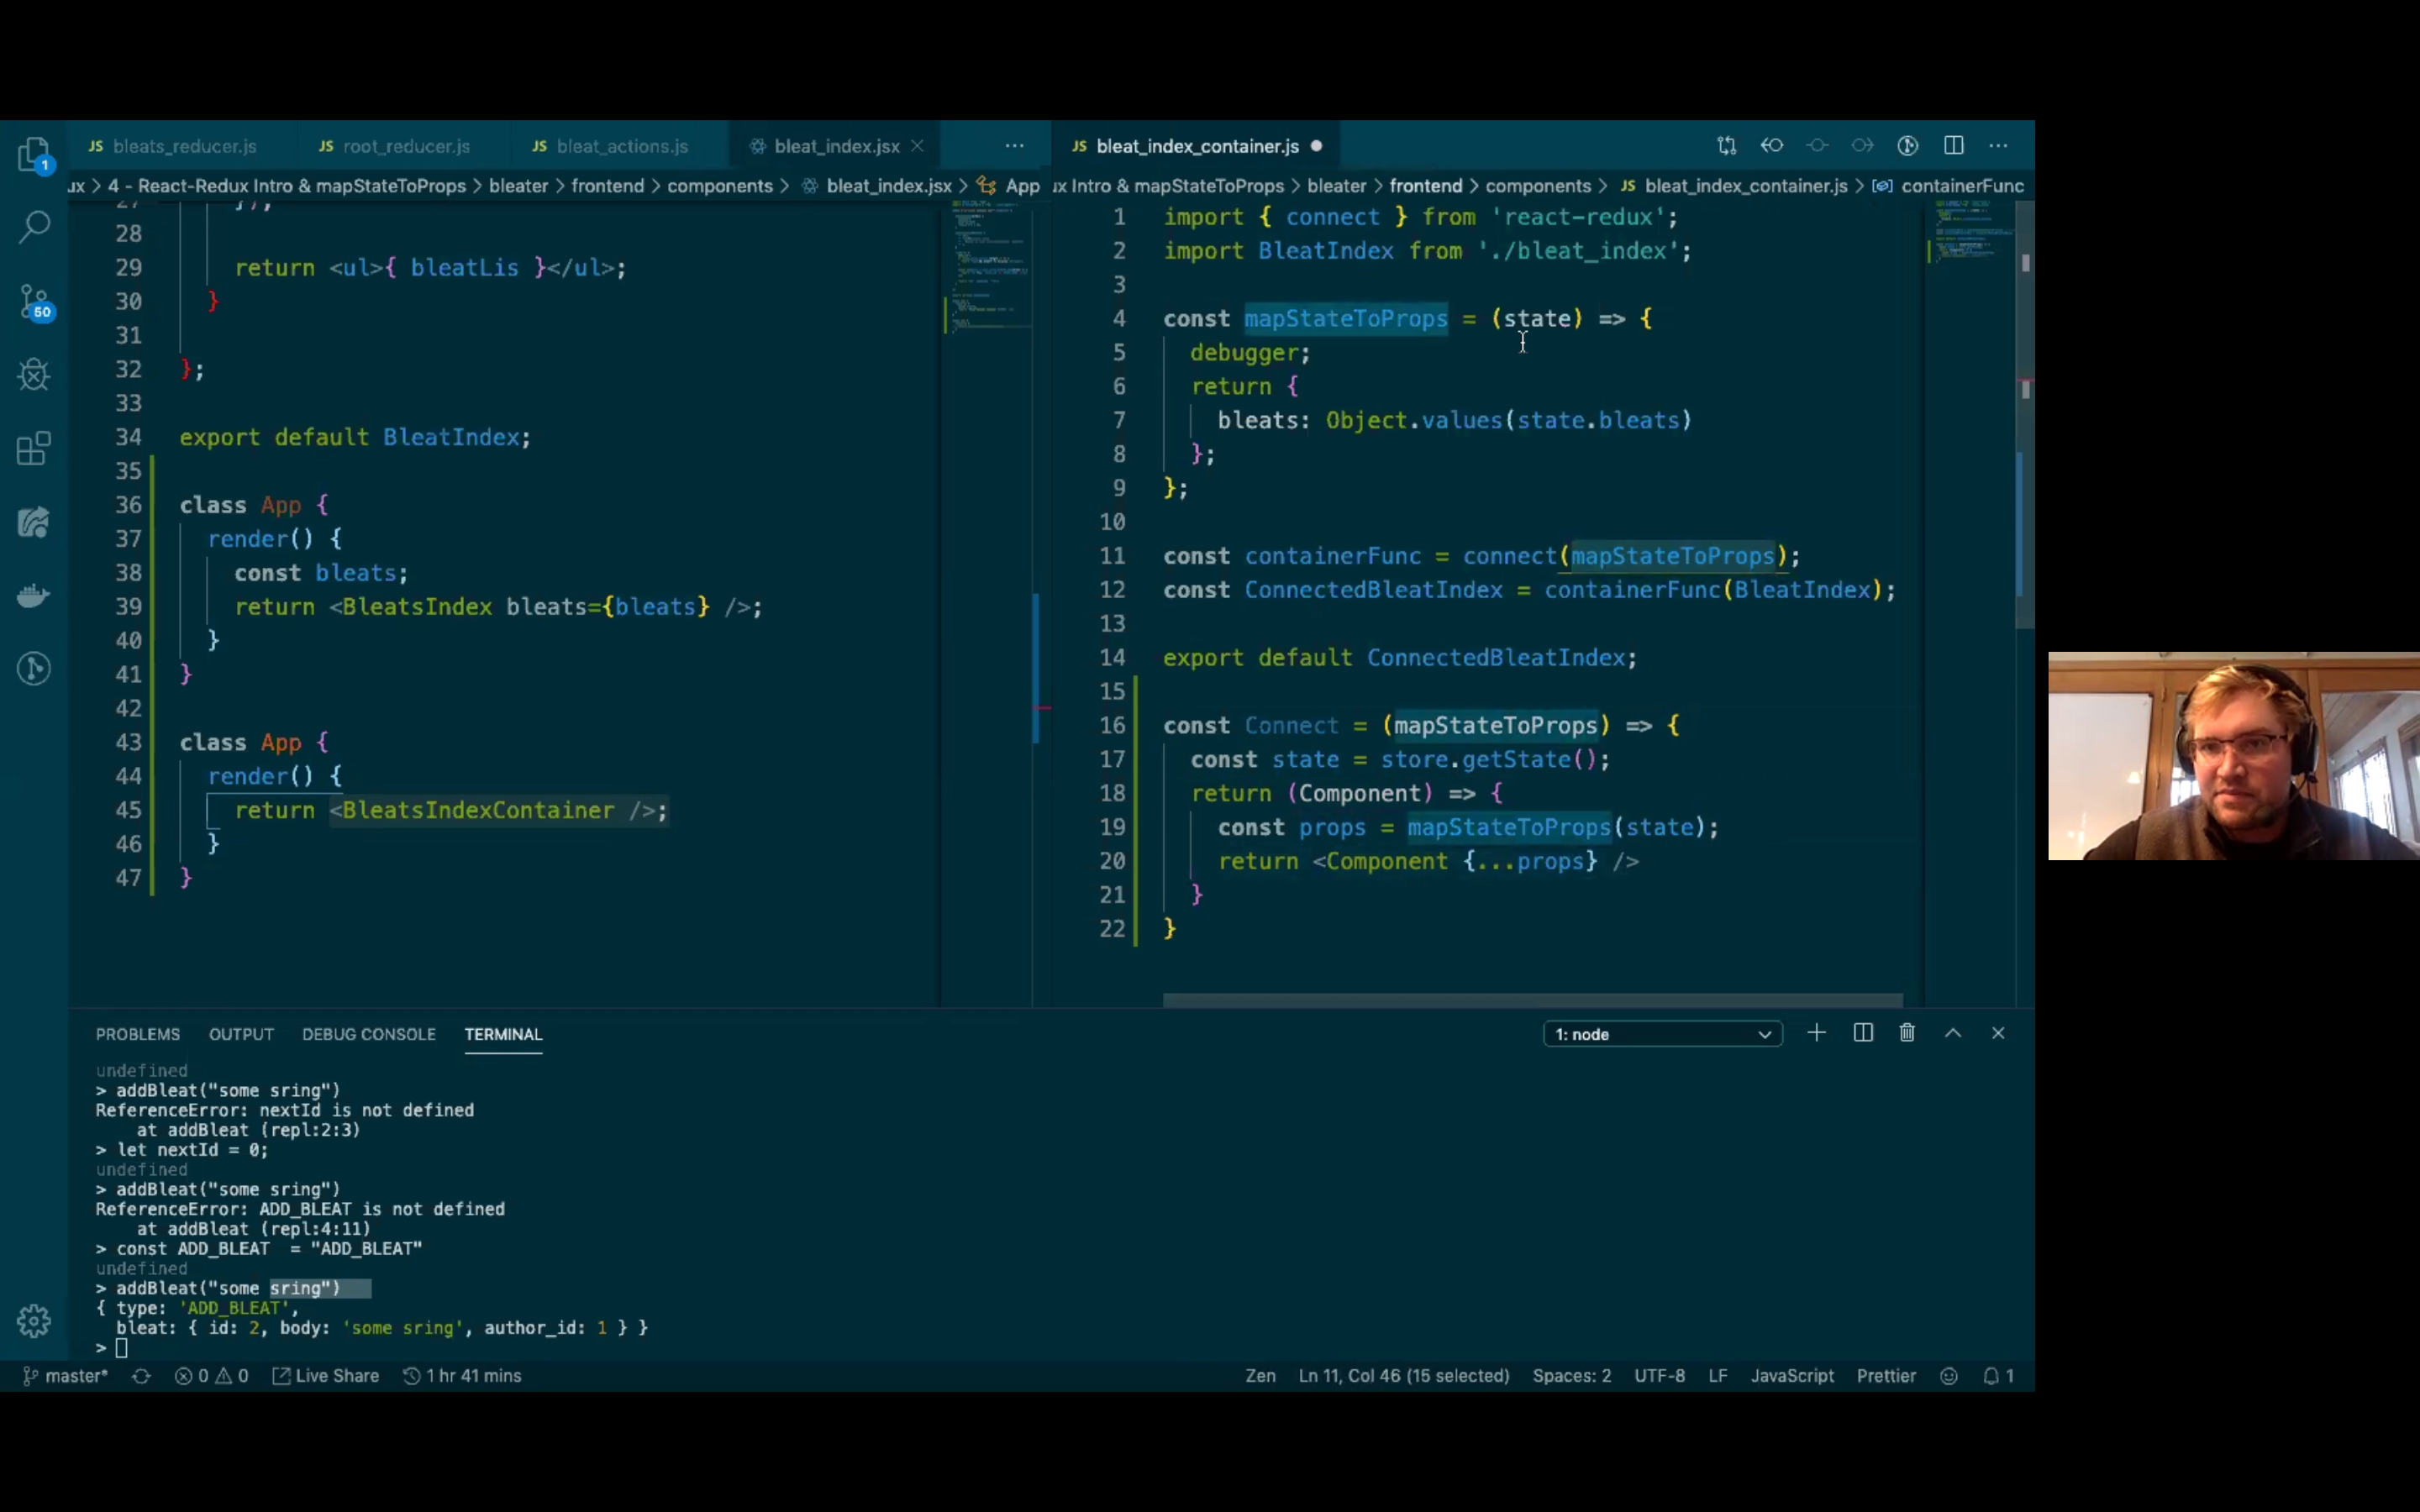 JS bleats_reducer.js JS root_reducer.js JS bleat_actions.js bleat_index.jsx ···
JS bleat_index_container.js ···
1
50
ux > 4 - React-Redux Intro & mapStateToProps > bleater > frontend > components > bleat_index.jsx > App
27 });
28
29 return <ul>{ bleatLis }</ul>;
30 }
31
32 };
33
34 export default BleatIndex;
35
36 class App {
37 render() {
38 const bleats;
39 return <BleatsIndex bleats={bleats} />;
40 }
41 }
42
43 class App {
44 render() {
45 return <BleatsIndexContainer />;
46 }
47 }
ux Intro & mapStateToProps > bleater > frontend > components > JS bleat_index_container.js > containerFunc
1 import { connect } from 'react-redux';
2 import BleatIndex from './bleat_index';
3
4 const mapStateToProps = (state) => {
5 debugger;
6 return {
7 bleats: Object.values(state.bleats)
8 };
9 };
10
11 const containerFunc = connect(mapStateToProps);
12 const ConnectedBleatIndex = containerFunc(BleatIndex);
13
14 export default ConnectedBleatIndex;
15
16 const Connect = (mapStateToProps) => {
17 const state = store.getState();
18 return (Component) => {
19 const props = mapStateToProps(state);
20 return <Component {...props} />
21 }
22 }
PROBLEMS OUTPUT DEBUG CONSOLE TERMINAL 1: node
undefined
> addBleat("some sring")
ReferenceError: nextId is not defined
at addBleat (repl:2:3)
> let nextId = 0;
undefined
> addBleat("some sring")
ReferenceError: ADD_BLEAT is not defined
at addBleat (repl:4:11)
> const ADD_BLEAT  = "ADD_BLEAT"
undefined
> addBleat("some sring")
{ type: 'ADD_BLEAT',
bleat: { id: 2, body: 'some sring', author_id: 1 } }
>
master* 0 0 Live Share 1 hr 41 mins Zen Ln 11, Col 46 (15 selected) Spaces: 2 UTF-8 LF JavaScript Prettier 1